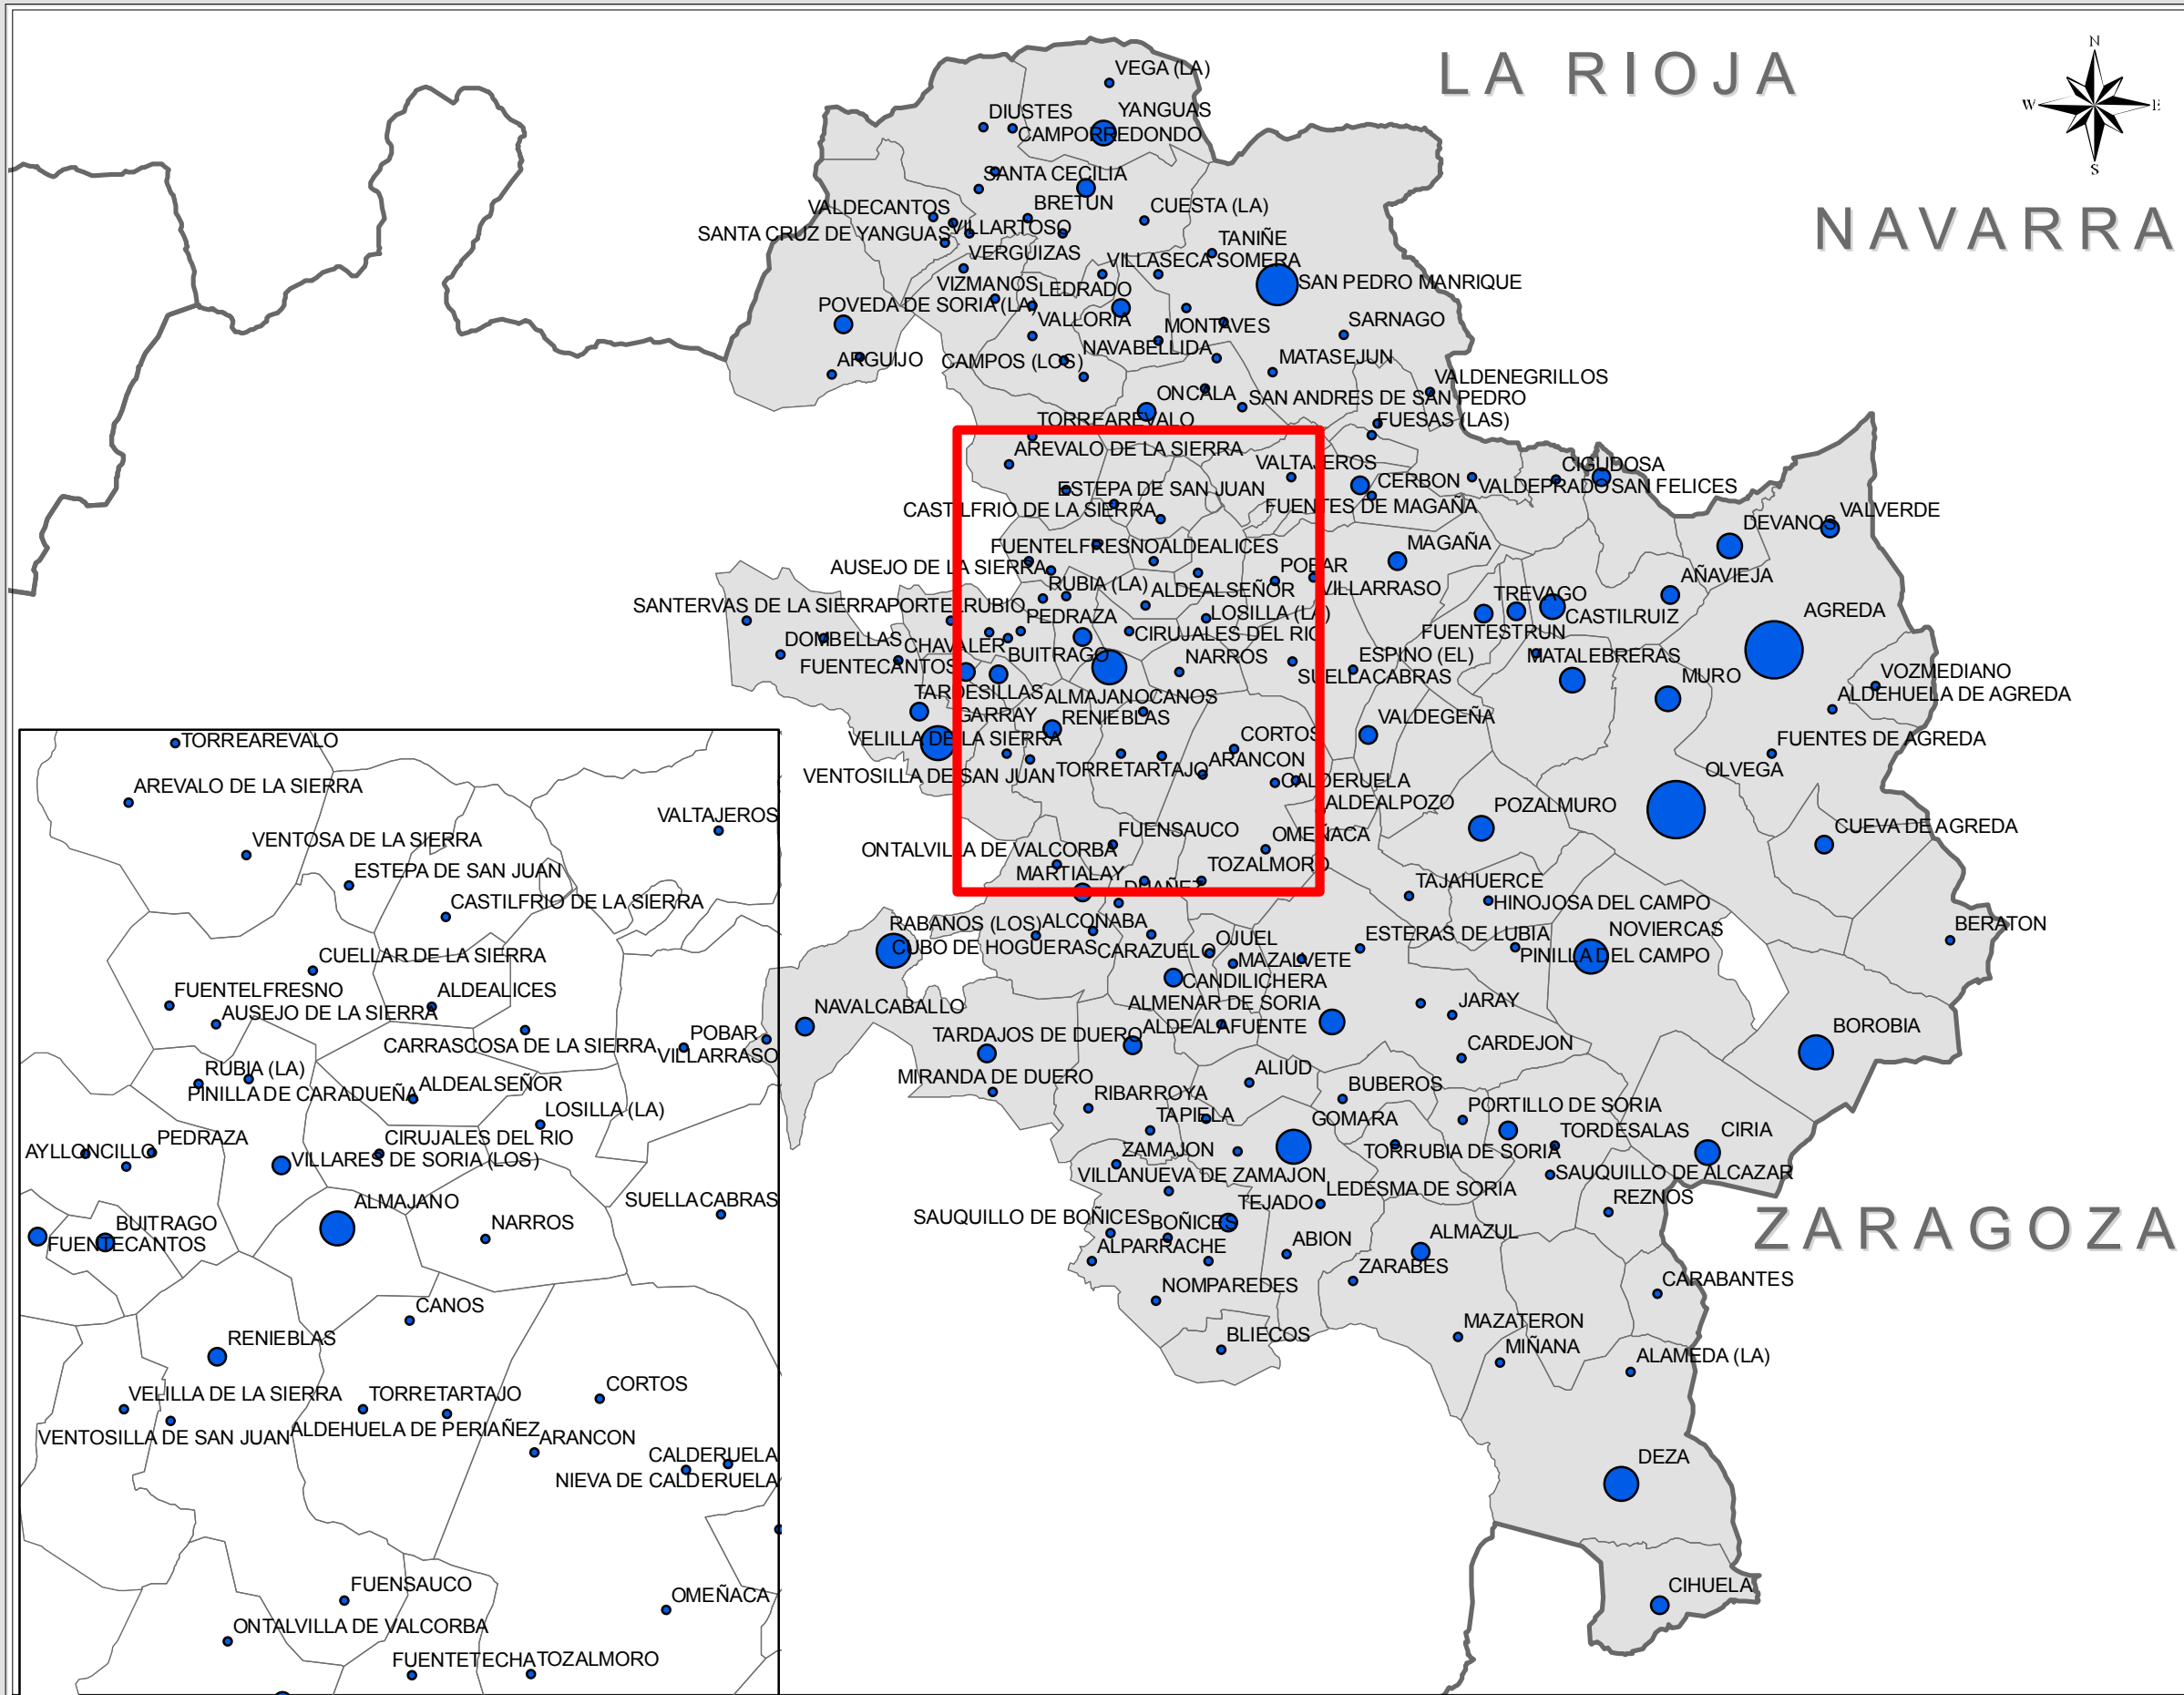 LA RIOJA
NAVARRA
ZARAGOZA
N
W
E
S
VEGA (LA)
DIUSTES
YANGUAS
CAMPORREDONDO
SANTA CECILIA
VALDECANTOS
BRETUN
CUESTA (LA)
SANTA CRUZ DE YANGUAS
VILLARTOSO
TANIÑE
VERGUIZAS
VILLASECA SOMERA
SAN PEDRO MANRIQUE
VIZMANOS
LEDRADO
POVEDA DE SORIA (LA)
VALLORIA
MONTAVES
SARNAGO
ARGUIJO
CAMPOS (LOS)
NAVABELLIDA
MATASEJUN
VALDENEGRILLOS
ONCALA
SAN ANDRES DE SAN PEDRO
TORREAREVALO
FUESAS (LAS)
AREVALO DE LA SIERRA
VALTAJEROS
CIGUDOSA
ESTEPA DE SAN JUAN
CERBON
VALDEPRADO
SAN FELICES
CASTILFRIO DE LA SIERRA
FUENTES DE MAGAÑA
VALVERDE
DEVANOS
FUENTELFRESNO
ALDEALICES
MAGAÑA
AUSEJO DE LA SIERRA
POBAR
AÑAVIEJA
RUBIA (LA)
ALDEALSEÑOR
VILLARRASO
TREVAGO
SANTERVAS DE LA SIERRA
PORTELRUBIO
PEDRAZA
LOSILLA (LA)
CASTILRUIZ
AGREDA
DOMBELLAS
CHAVALER
CIRUJALES DEL RIO
FUENTESTRUN
BUITRAGO
FUENTECANTOS
NARROS
ESPINO (EL)
MATALEBRERAS
SUELLACABRAS
MURO
VOZMEDIANO
TARDESILLAS
ALMAJANO
CANOS
ALDEHUELA DE AGREDA
GARRAY
RENIEBLAS
VALDEGEÑA
VELILLA DE LA SIERRA
CORTOS
FUENTES DE AGREDA
VENTOSILLA DE SAN JUAN
TORRETARTAJO
ARANCON
CALDERUELA
OLVEGA
ALDEALPOZO
POZALMURO
FUENSAUCO
OMEÑACA
CUEVA DE AGREDA
ONTALVILLA DE VALCORBA
TOZALMORO
MARTIALAY
DUAÑEZ
TAJAHUERCE
HINOJOSA DEL CAMPO
RABANOS (LOS)
ALCONABA
BERATON
CUBO DE HOGUERAS
CARAZUELO
OJUEL
ESTERAS DE LUBIA
NOVIERCAS
MAZALVETE
PINILLA DEL CAMPO
CANDILICHERA
NAVALCABALLO
ALMENAR DE SORIA
JARAY
TARDAJOS DE DUERO
ALDEALAFUENTE
BOROBIA
CARDEJON
MIRANDA DE DUERO
ALIUD
BUBEROS
RIBARROYA
PORTILLO DE SORIA
TAPIELA
GOMARA
TORDESALAS
CIRIA
ZAMAJON
TORRUBIA DE SORIA
VILLANUEVA DE ZAMAJON
SAUQUILLO DE ALCAZAR
LEDESMA DE SORIA
TEJADO
REZNOS
SAUQUILLO DE BOÑICES
BOÑICES
ALPARRACHE
ABION
ALMAZUL
ZARABES
NOMPAREDES
CARABANTES
BLIECOS
MAZATERON
MIÑANA
ALAMEDA (LA)
DEZA
CIHUELA
TORREAREVALO
AREVALO DE LA SIERRA
VALTAJEROS
VENTOSA DE LA SIERRA
ESTEPA DE SAN JUAN
CASTILFRIO DE LA SIERRA
CUELLAR DE LA SIERRA
FUENTELFRESNO
ALDEALICES
AUSEJO DE LA SIERRA
POBAR
CARRASCOSA DE LA SIERRA
VILLARRASO
RUBIA (LA)
PINILLA DE CARADUEÑA
ALDEALSEÑOR
LOSILLA (LA)
AYLLONCILLO
PEDRAZA
CIRUJALES DEL RIO
VILLARES DE SORIA (LOS)
ALMAJANO
SUELLACABRAS
BUITRAGO
NARROS
FUENTECANTOS
CANOS
RENIEBLAS
VELILLA DE LA SIERRA
TORRETARTAJO
CORTOS
VENTOSILLA DE SAN JUAN
ALDEHUELA DE PERIAÑEZ
ARANCON
CALDERUELA
NIEVA DE CALDERUELA
FUENSAUCO
OMEÑACA
ONTALVILLA DE VALCORBA
FUENTETECHA
TOZALMORO